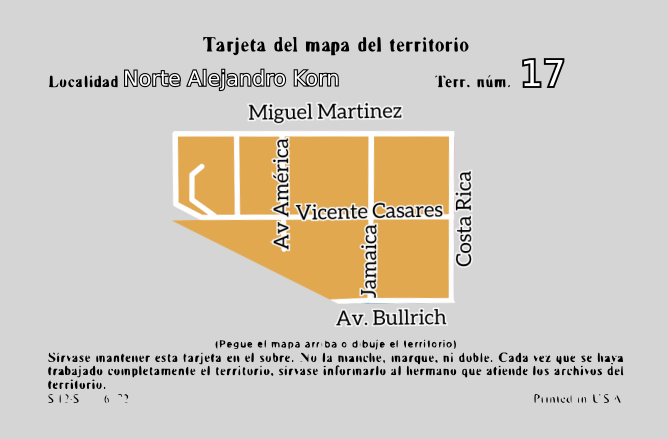 Tarjeta del mapa del territorio
Localidad Norte Alejandro Korn Terr. núm. 17
Miguel Martinez
Av América
Vicente Casares
Costa Rica
Jamaica
Av. Bullrich
(Pegue el mapa arriba o dibuje el territorio)
Sírvase mantener esta tarjeta en el sobre. No la manche, marque, ni doble. Cada vez que se haya
trabajado completamente el territorio, sírvase informarlo al hermano que atiende los archivos del
territorio.
S-12-S 6/72 Printed in U.S.A.